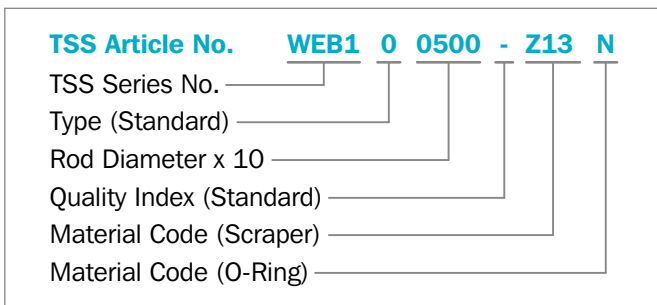 TSS Article No. WEB1 0 0500 - Z13 N
TSS Series No.
Type (Standard)
Rod Diameter x 10
Quality Index (Standard)
Material Code (Scraper)
Material Code (O-Ring)